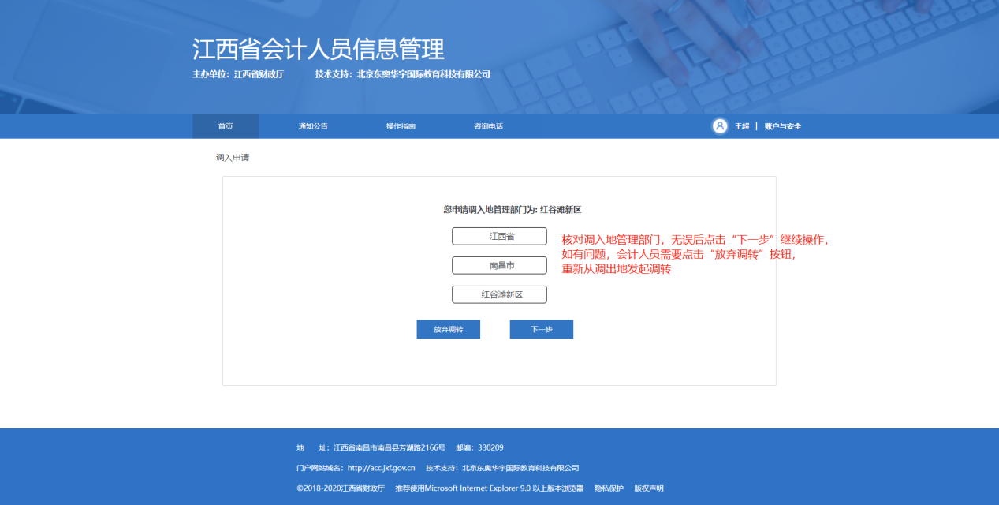 江西省会计人员信息管理
主办单位：江西省财政厅 技术支持：北京东奥华宇国际教育科技有限公司
首页 通知公告 操作指南 咨询电话 王超 | 账户与安全
调入申请
您申请调入地管理部门为: 红谷滩新区
江西省
核对调入地管理部门，无误后点击“下一步”继续操作，
如有问题，会计人员需要点击“放弃调转”按钮，
南昌市
重新从调出地发起调转
红谷滩新区
放弃调转 下一步
地 址：江西省南昌市南昌县芳湖路2166号 邮编：330209
门户网站域名：http://acc.jxf.gov.cn 技术支持：北京东奥华宇国际教育科技有限公司
©2018-2020江西省财政厅 推荐使用Microsoft Internet Explorer 9.0 以上版本浏览器 隐私保护 版权声明